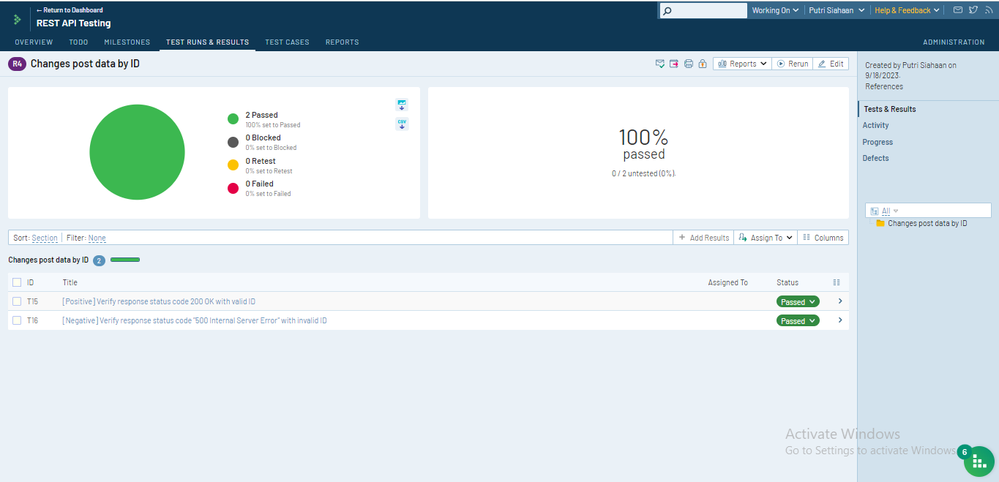 ← Return to Dashboard
REST API Testing
Working On
Putri Siahaan
Help & Feedback
OVERVIEW
TODO
MILESTONES
TEST RUNS & RESULTS
TEST CASES
REPORTS
ADMINISTRATION
R4
Changes post data by ID
Reports
Rerun
Edit
2 Passed
100% set to Passed
0 Blocked
0% set to Blocked
0 Retest
0% set to Retest
0 Failed
0% set to Failed
CSV
100%
passed
0 / 2 untested (0%).
Sort: Section
Filter: None
+ Add Results
Assign To
Columns
Changes post data by ID 2
ID Title Assigned To Status
T15 [Positive] Verify response status code 200 OK with valid ID Passed
T16 [Negative] Verify response status code "500 Internal Server Error" with invalid ID Passed
Created by Putri Siahaan on
9/18/2023.
References
Tests & Results
Activity
Progress
Defects
All
Changes post data by ID
Activate Windows
Go to Settings to activate Windows.
6